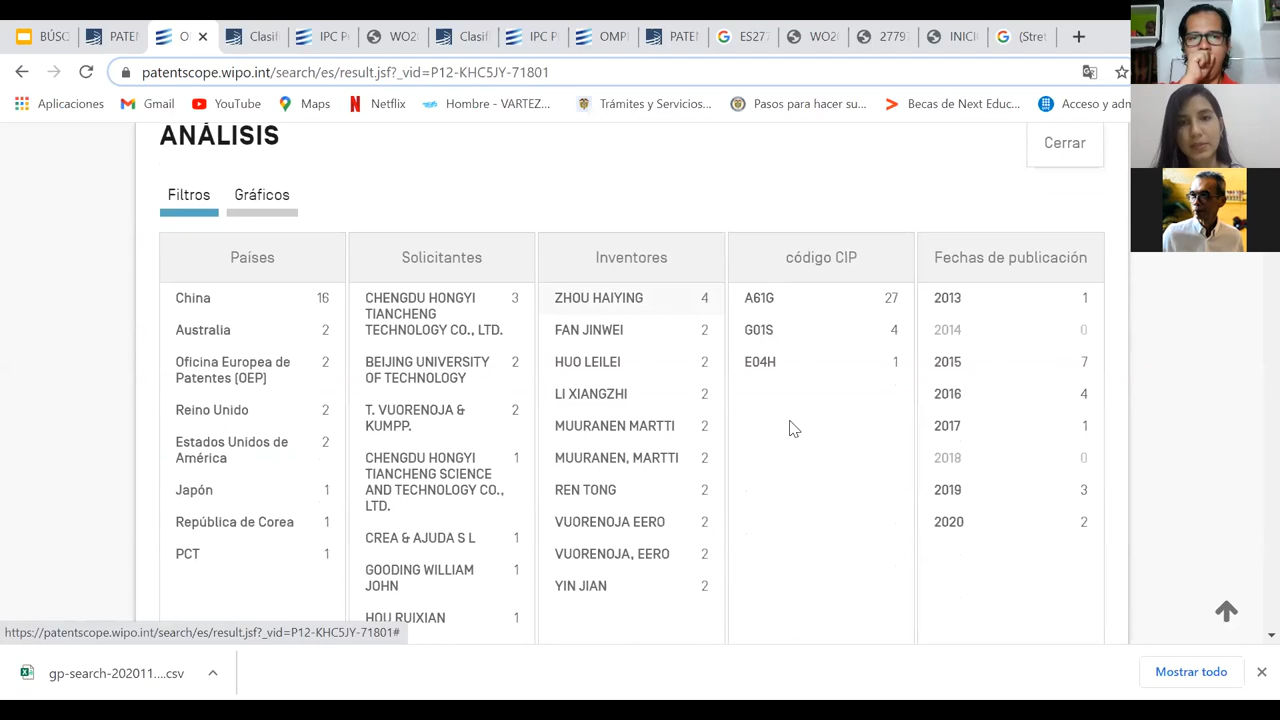 BÚSC
PATEN
O
Clasifi
IPC P
WO2
Clasif
IPC P
OMPI
PATE
ES277
WO2
2779
INICI
(Stret
patentscope.wipo.int/search/es/result.jsf?_vid=P12-KHC5JY-71801
Aplicaciones
Gmail
YouTube
Maps
Netflix
Hombre - VARTEZ...
Trámites y Servicios...
Pasós para hacer su...
Becas de Next Educ...
Acceso y adm
ANÁLISIS
Cerrar
Filtros
Gráficos
Países
China 16
Australia 2
Oficina Europea de 2
Patentes (OEP)
Reino Unido 2
Estados Unidos de 2
América
Japón 1
República de Corea 1
PCT 1
Solicitantes
CHENGDU HONGYI 3
TIANCHENG
TECHNOLOGY CO., LTD.
BEIJING UNIVERSITY 2
OF TECHNOLOGY
T. VUORENOJA & 2
KUMPP.
CHENGDU HONGYI 1
TIANCHENG SCIENCE
AND TECHNOLOGY CO.,
LTD.
CREA & AJUDA S L 1
GOODING WILLIAM 1
JOHN
HOU RUIXIAN 1
Inventores
ZHOU HAIYING 4
FAN JINWEI 2
HUO LEILEI 2
LI XIANGZHI 2
MUURANEN MARTTI 2
MUURANEN, MARTTI 2
REN TONG 2
VUORENOJA EERO 2
VUORENOJA, EERO 2
YIN JIAN 2
código CIP
A61G 27
G01S 4
E04H 1
Fechas de publicación
2013 1
2014 0
2015 7
2016 4
2017 1
2018 0
2019 3
2020 2
https://patentscope.wipo.int/search/es/result.jsf?_vid=P12-KHC5JY-71801#
gp-search-202011....csv
Mostrar todo